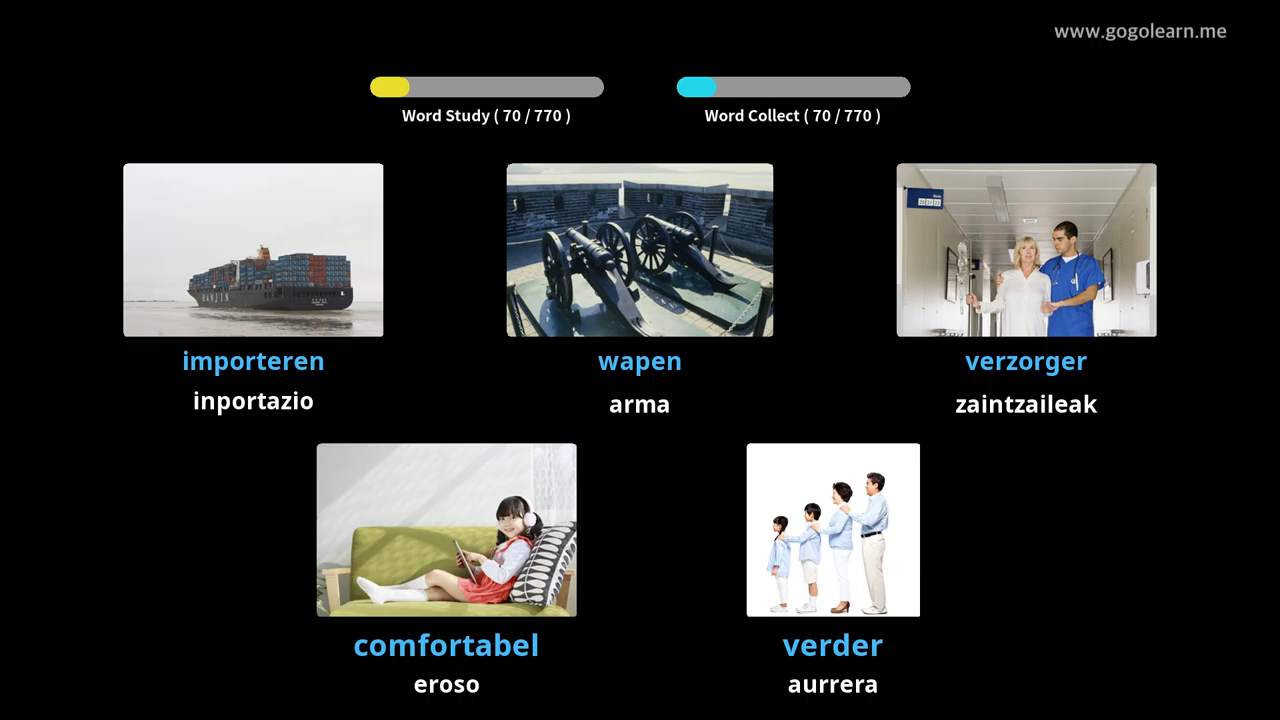 www.gogolearn.me
Word Study ( 70 / 770 )
Word Collect ( 70 / 770 )
importeren
inportazio
wapen
arma
verzorger
zaintzaileak
comfortabel
eroso
verder
aurrera